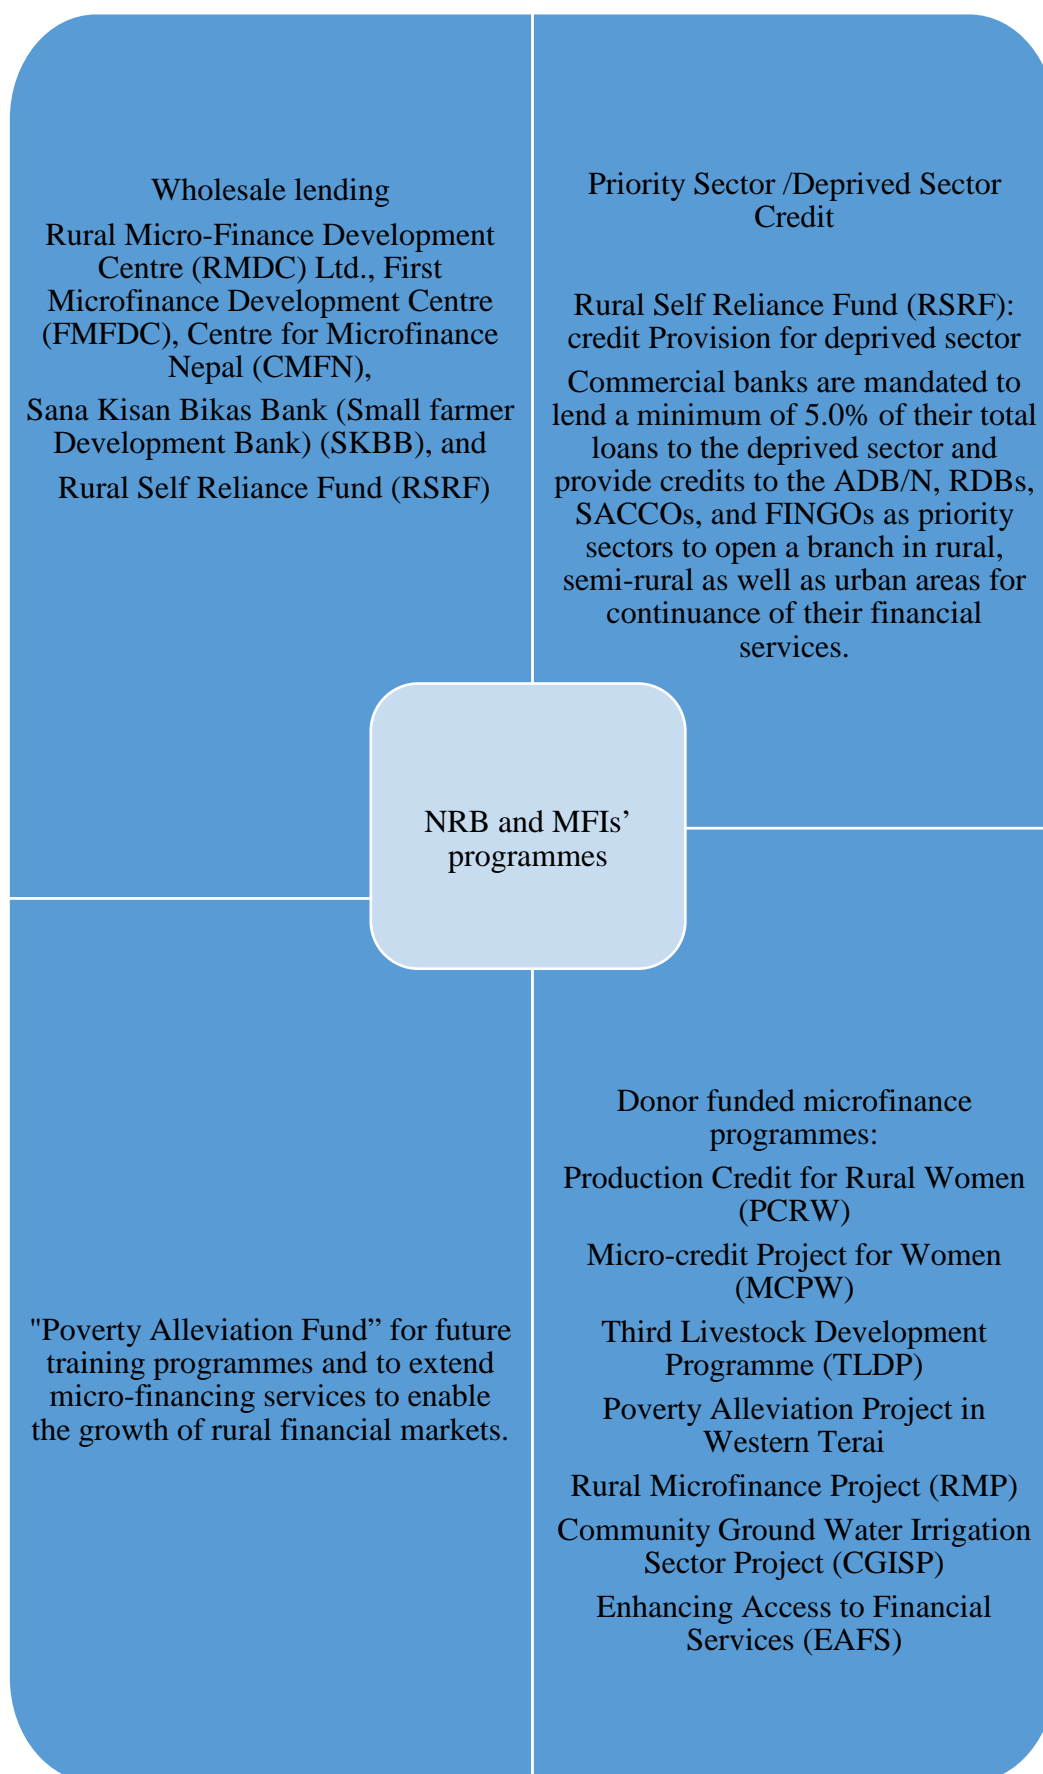 Wholesale lending
Rural Micro-Finance Development
Centre (RMDC) Ltd., First
Microfinance Development Centre
(FMFDC), Centre for Microfinance
Nepal (CMFN),
Sana Kisan Bikas Bank (Small farmer
Development Bank) (SKBB), and
Rural Self Reliance Fund (RSRF)
Priority Sector /Deprived Sector
Credit
Rural Self Reliance Fund (RSRF):
credit Provision for deprived sector
Commercial banks are mandated to
lend a minimum of 5.0% of their total
loans to the deprived sector and
provide credits to the ADB/N, RDBs,
SACCOs, and FINGOs as priority
sectors to open a branch in rural,
semi-rural as well as urban areas for
continuance of their financial
services.
NRB and MFIs’
programmes
"Poverty Alleviation Fund” for future
training programmes and to extend
micro-financing services to enable
the growth of rural financial markets.
Donor funded microfinance
programmes:
Production Credit for Rural Women
(PCRW)
Micro-credit Project for Women
(MCPW)
Third Livestock Development
Programme (TLDP)
Poverty Alleviation Project in
Western Terai
Rural Microfinance Project (RMP)
Community Ground Water Irrigation
Sector Project (CGISP)
Enhancing Access to Financial
Services (EAFS)